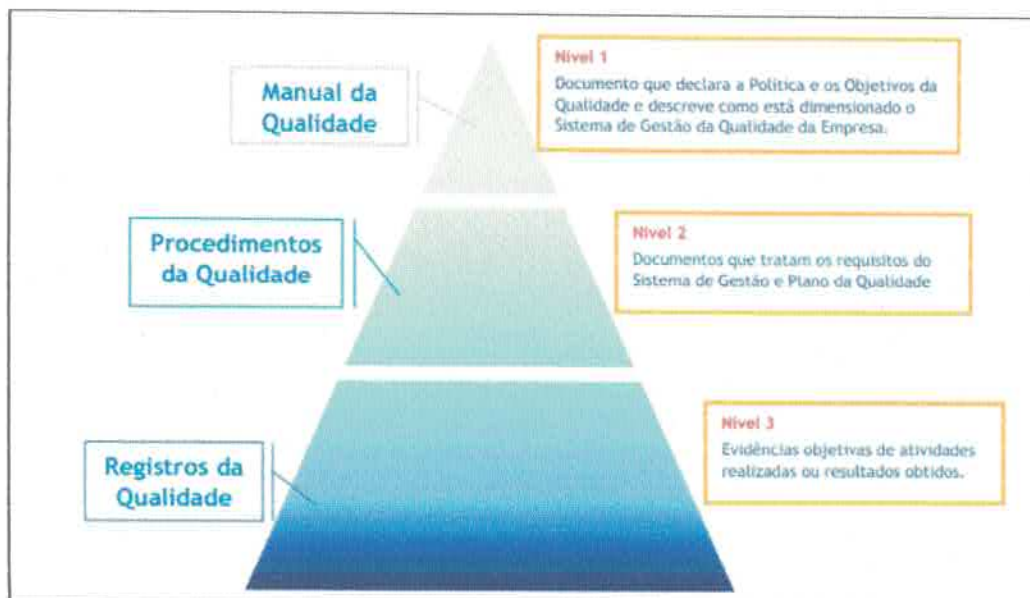 Manual da
Qualidade
Nível 1
Documento que declara a Política e os Objetivos da
Qualidade e descreve como está dimensionado o
Sistema de Gestão da Qualidade da Empresa.
Procedimentos
da Qualidade
Nível 2
Documentos que tratam os requisitos do
Sistema de Gestão e Plano da Qualidade
Registros da
Qualidade
Nível 3
Evidências objetivas de atividades
realizadas ou resultados obtidos.